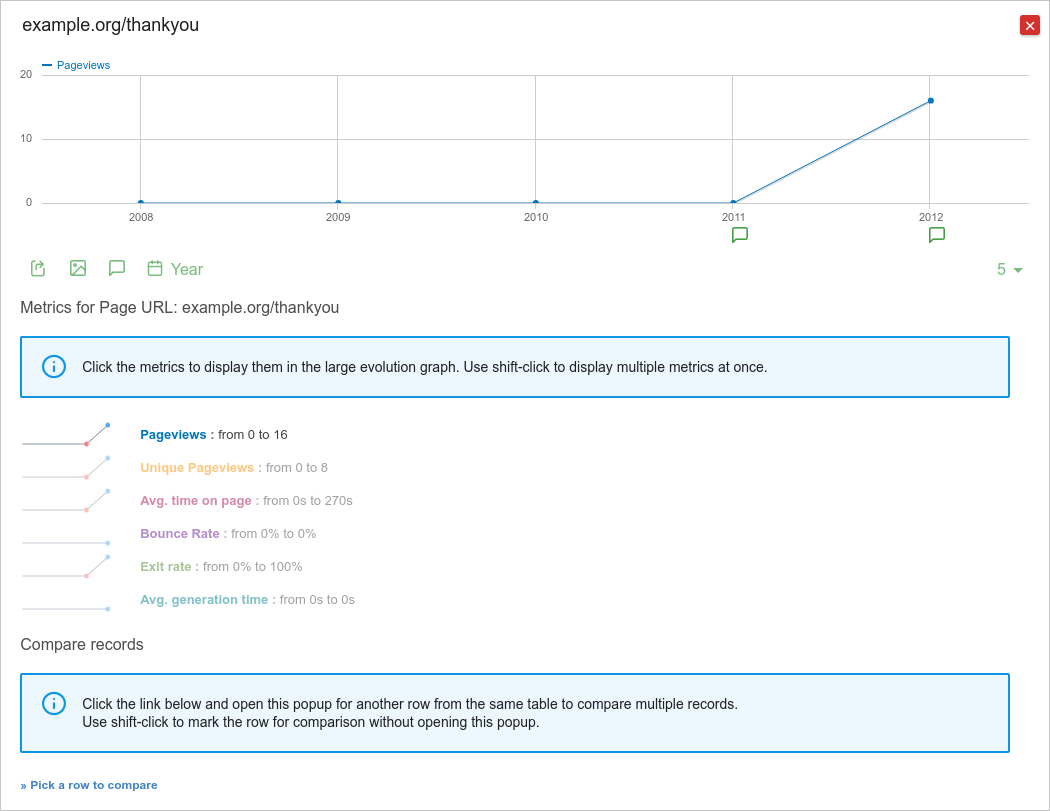 example.org/thankyou
Pageviews
20
10
0
2008 2009 2010 2011 2012
Year 5
Metrics for Page URL: example.org/thankyou
Click the metrics to display them in the large evolution graph. Use shift-click to display multiple metrics at once.
Pageviews : from 0 to 16
Unique Pageviews : from 0 to 8
Avg. time on page : from 0s to 270s
Bounce Rate : from 0% to 0%
Exit rate : from 0% to 100%
Avg. generation time : from 0s to 0s
Compare records
Click the link below and open this popup for another row from the same table to compare multiple records.
Use shift-click to mark the row for comparison without opening this popup.
» Pick a row to compare